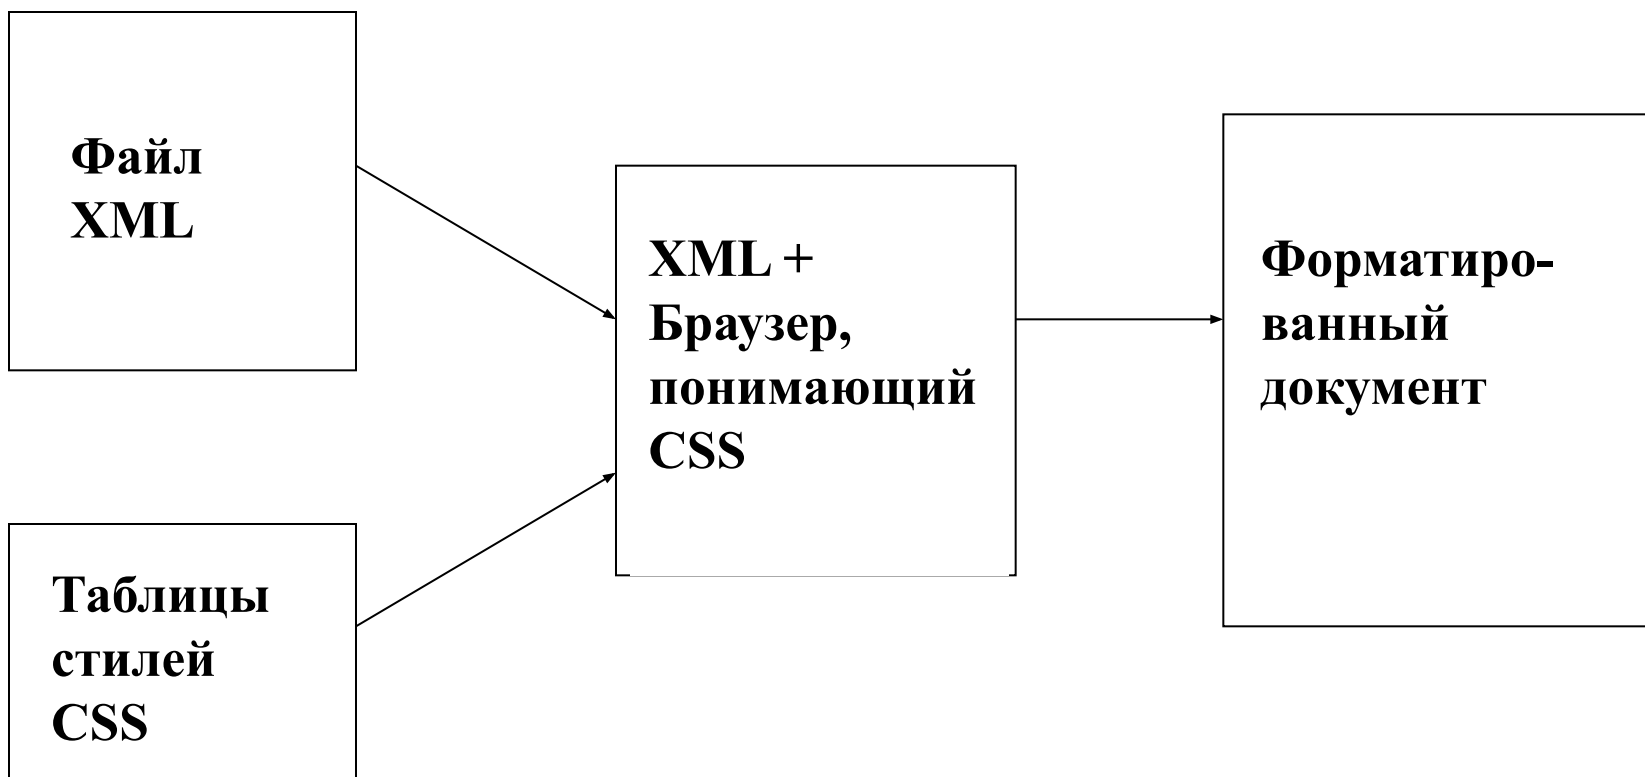 Файл
XML
Таблицы
стилей
CSS
XML +
Браузер,
понимающий
CSS
Форматиро-
ванный
документ